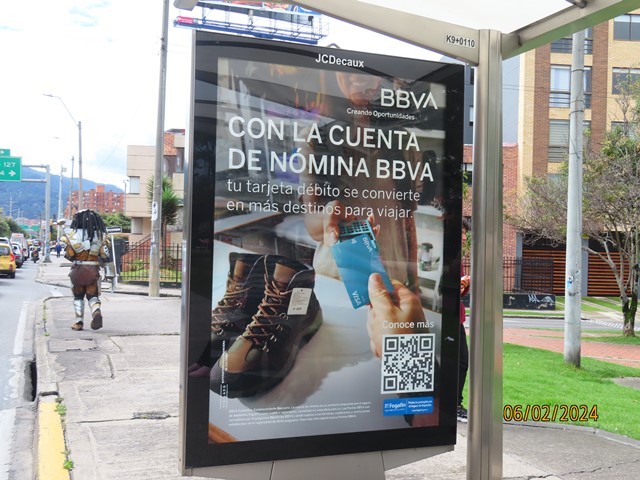 K9+0110
JCDecaux
BBVA
Creando Oportunidades
CON LA CUENTA
DE NÓMINA BBVA
tu tarjeta débito se convierte
en más destinos para viajar.
BBVA
VISA
Conoce más
Fogafín
127
06/02/2024